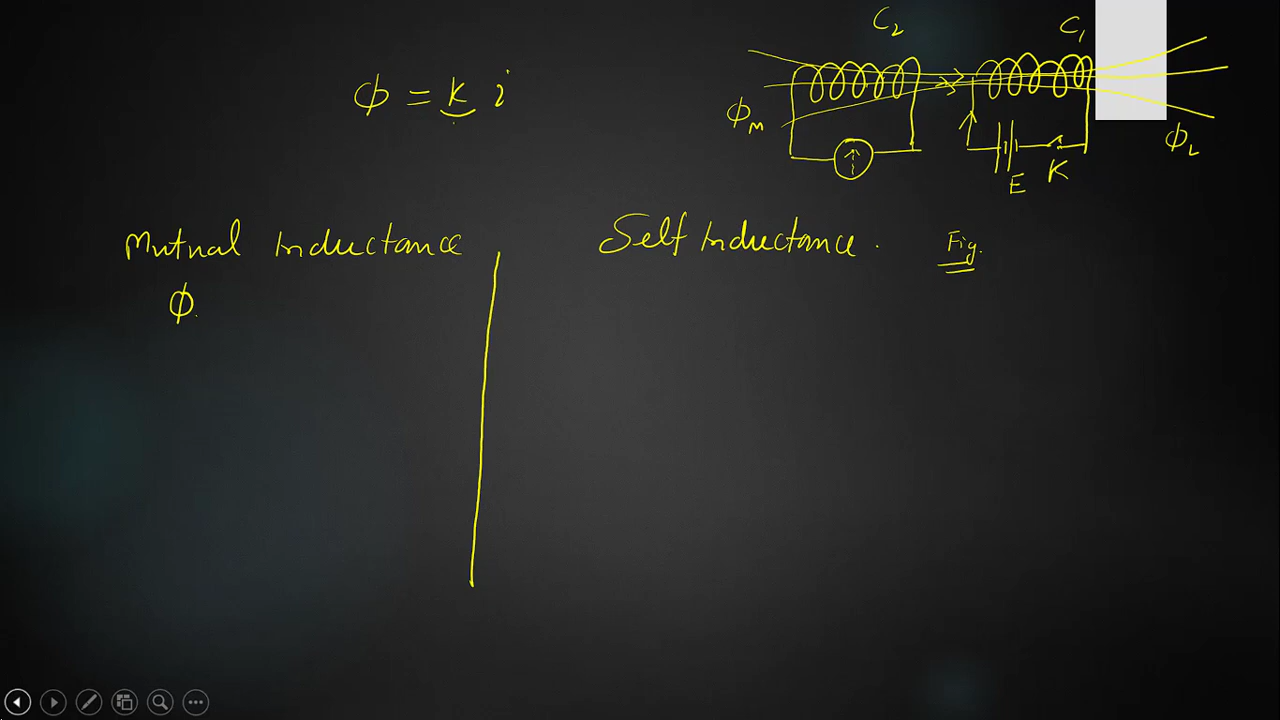 C₂
C₁
ϕ = K i
ϕM
ϕL
E
K
Mutual Inductance
Self Inductance.
Fig.
ϕ